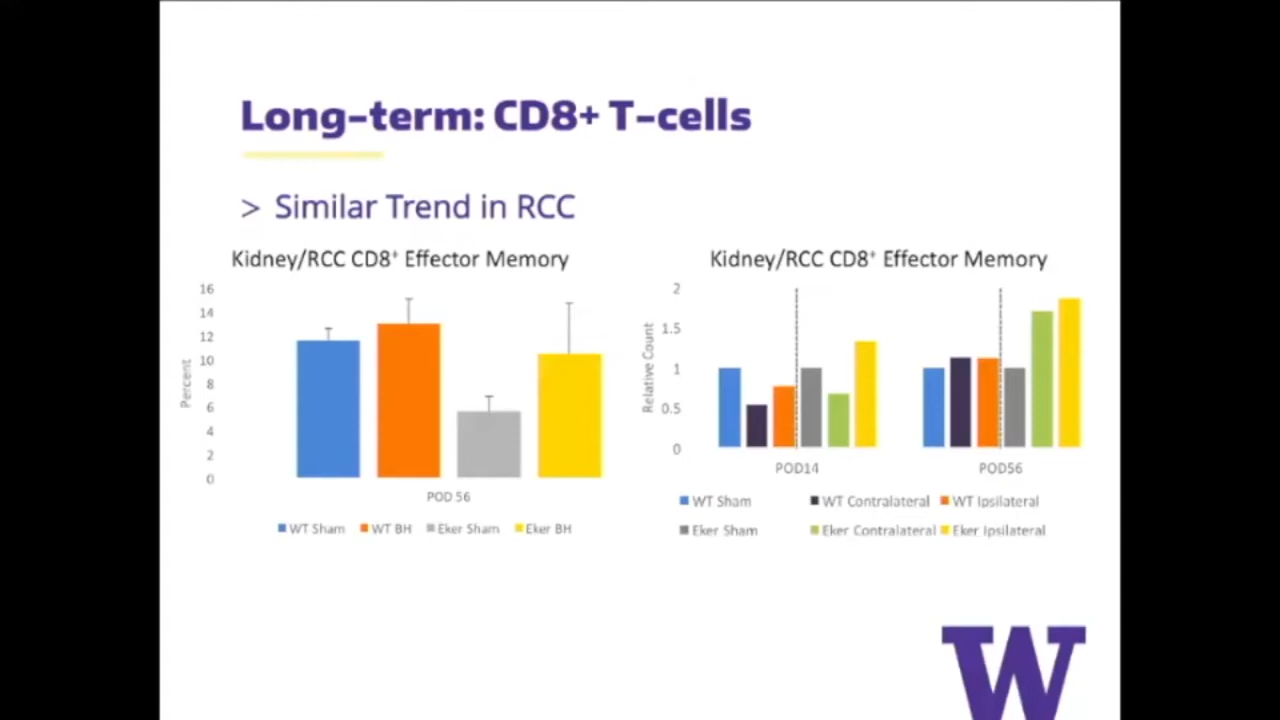 Long-term: CD8+ T-cells
> Similar Trend in RCC
Kidney/RCC CD8⁺ Effector Memory
16
14
12
10
8
6
4
2
0
Percent
POD 56
WT Sham WT BH Eker Sham Eker BH
Kidney/RCC CD8⁺ Effector Memory
2
1.5
1
0.5
0
Relative Count
POD14 POD56
WT Sham WT Contralateral WT Ipsilateral
Eker Sham Eker Contralateral Eker Ipsilateral
W